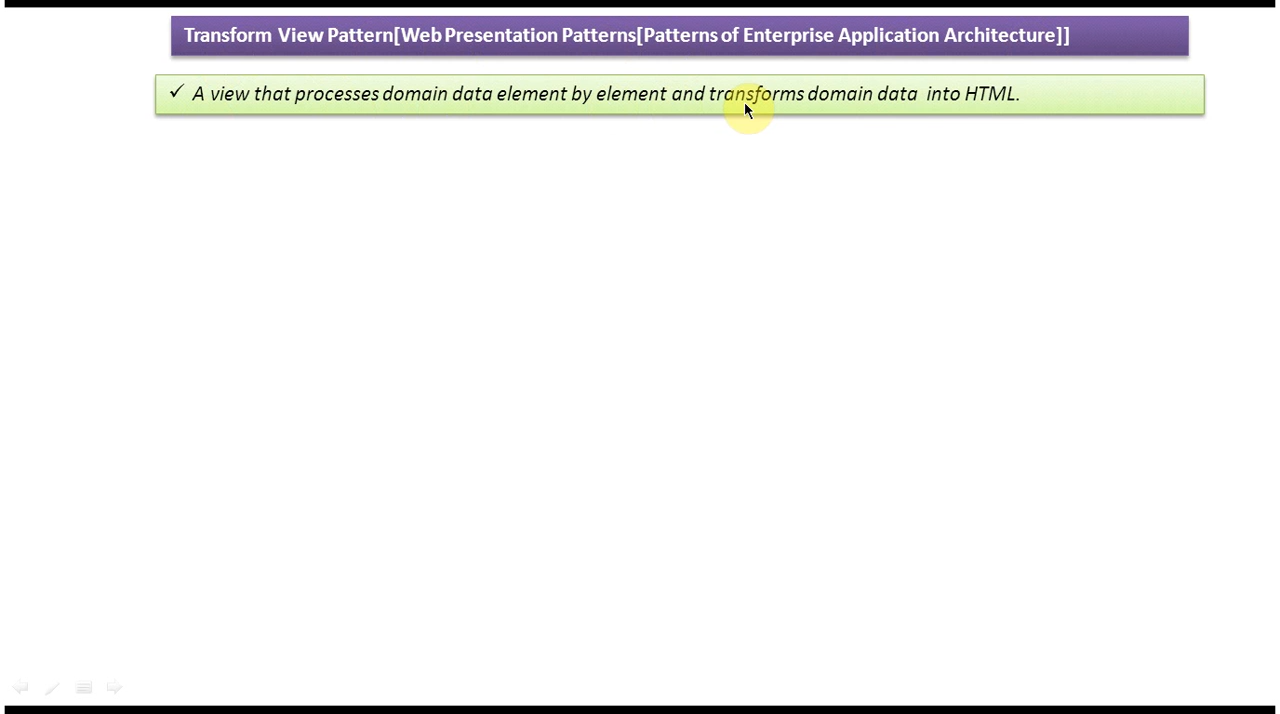 Transform View Pattern[Web Presentation Patterns[Patterns of Enterprise Application Architecture]]
✓ A view that processes domain data element by element and transforms domain data into HTML.